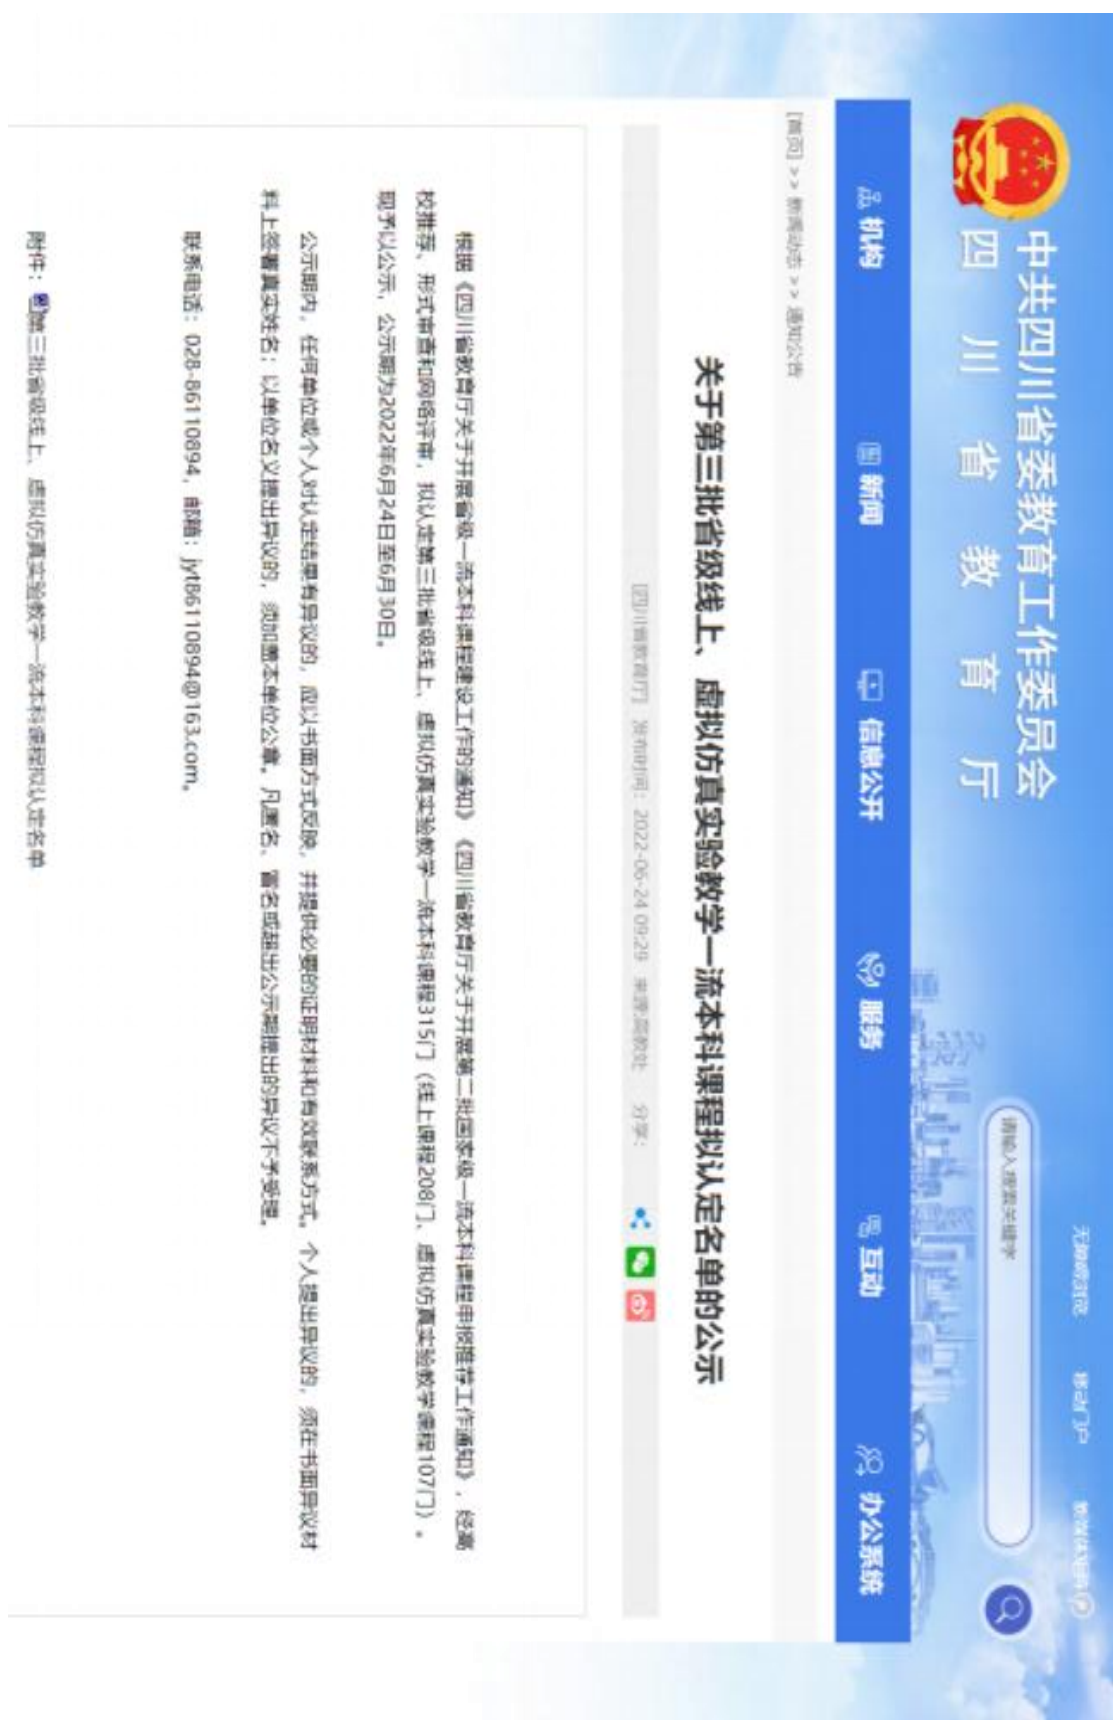 无障碍浏览 移动门户 新媒体矩阵
中共四川省委教育工作委员会
四川省教育厅
请输入搜索关键字
机构 新闻 信息公开 服务 互动 办公系统
[首页] >> 新闻动态 >> 通知公告
关于第三批省级线上、虚拟仿真实验教学一流本科课程拟认定名单的公示
[四川省教育厅] 发布时间：2022-06-24 09:29 来源:高教处 分享：
根据《四川省教育厅关于开展省级一流本科课程建设工作的通知》《四川省教育厅关于开展第二批国家级一流本科课程申报推荐工作通知》，经高
校推荐、形式审查和网络评审，拟认定第三批省级线上、虚拟仿真实验教学一流本科课程315门（线上课程208门、虚拟仿真实验教学课程107门）。
现予以公示，公示期为2022年6月24日至6月30日。
公示期内，任何单位或个人对认定结果有异议的，应以书面方式反映，并提供必要的证明材料和有效联系方式。个人提出异议的，须在书面异议材
料上签署真实姓名；以单位名义提出异议的，须加盖本单位公章。凡匿名、冒名或超出公示期提出的异议不予受理。
联系电话：028-86110894，邮箱：jyt86110894@163.com。
附件：第三批省级线上、虚拟仿真实验教学一流本科课程拟认定名单